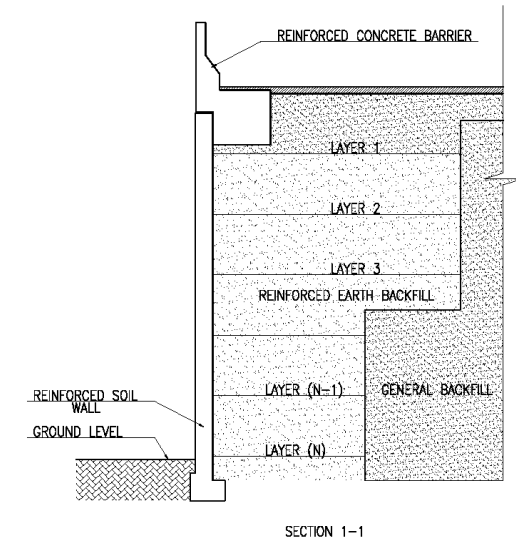 REINFORCED CONCRETE BARRIER
LAYER 1
LAYER 2
LAYER 3
REINFORCED EARTH BACKFILL
LAYER (N-1)
GENERAL BACKFILL
REINFORCED SOIL
WALL
GROUND LEVEL
LAYER (N)
SECTION 1-1